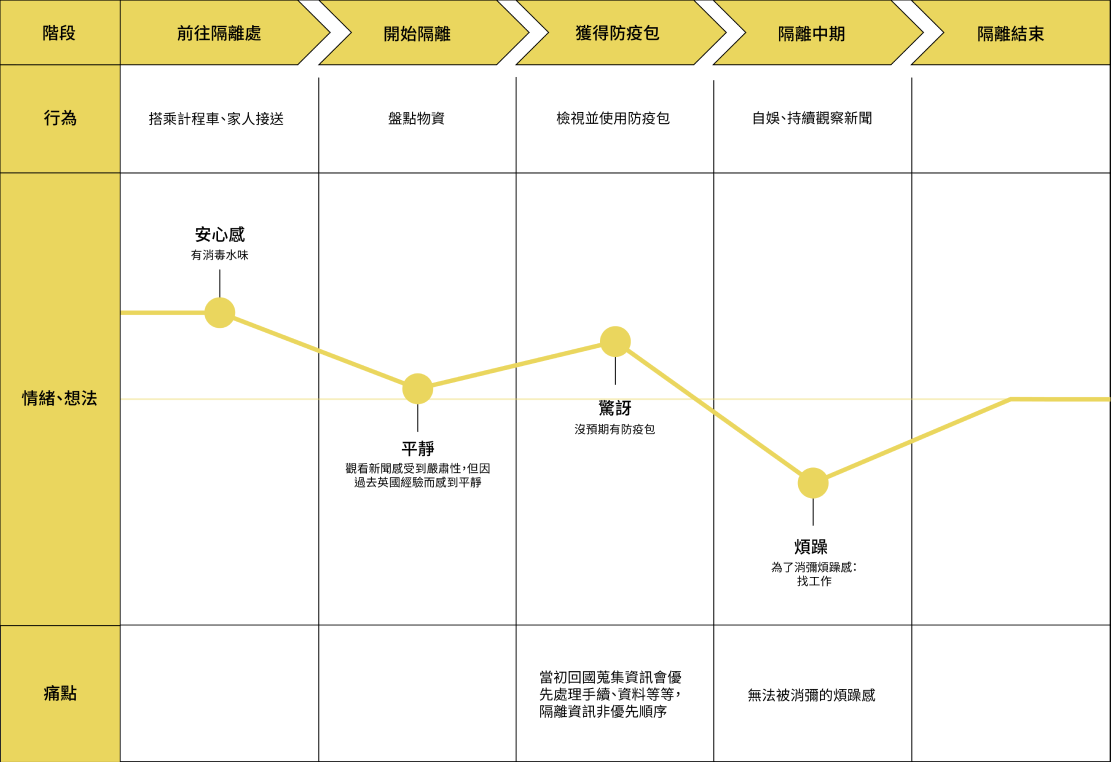 階段
前往隔離處
開始隔離
獲得防疫包
隔離中期
隔離結束
行為
搭乘計程車、家人接送
盤點物資
檢視並使用防疫包
自娛、持續觀察新聞
情緒、想法
安心感
有消毒水味
平靜
觀看新聞感受到嚴肅性，但因
過去英國經驗而感到平靜
驚訝
沒預期有防疫包
煩躁
為了消彌煩躁感：
找工作
痛點
當初回國蒐集資訊會優
先處理手續、資料等等，
隔離資訊非優先順序
無法被消彌的煩躁感